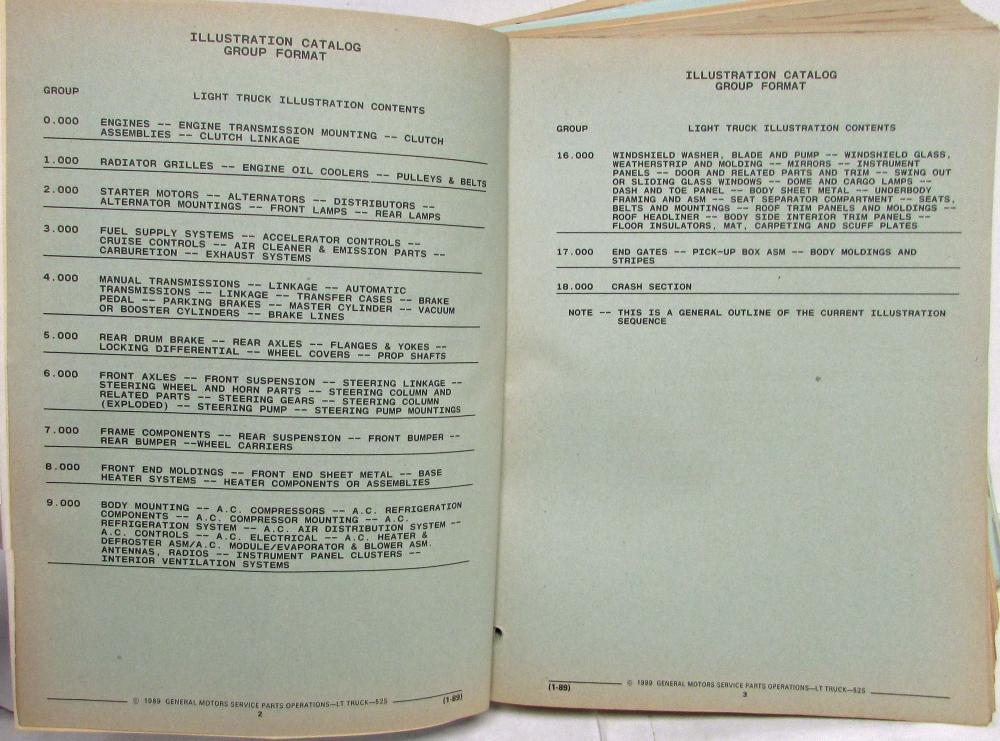 ILLUSTRATION CATALOG
GROUP FORMAT
GROUP LIGHT TRUCK ILLUSTRATION CONTENTS
0.000 ENGINES -- ENGINE TRANSMISSION MOUNTING -- CLUTCH
ASSEMBLIES -- CLUTCH LINKAGE
1.000 RADIATOR GRILLES -- ENGINE OIL COOLERS -- PULLEYS & BELTS
2.000 STARTER MOTORS -- ALTERNATORS -- DISTRIBUTORS --
ALTERNATOR MOUNTINGS -- FRONT LAMPS -- REAR LAMPS
3.000 FUEL SUPPLY SYSTEMS -- ACCELERATOR CONTROLS --
CRUISE CONTROLS -- AIR CLEANER & EMISSION PARTS --
CARBURETION -- EXHAUST SYSTEMS
4.000 MANUAL TRANSMISSIONS -- LINKAGE -- AUTOMATIC
TRANSMISSIONS -- LINKAGE -- TRANSFER CASES -- BRAKE
PEDAL -- PARKING BRAKES -- MASTER CYLINDER -- VACUUM
OR BOOSTER CYLINDERS -- BRAKE LINES
5.000 REAR DRUM BRAKE -- REAR AXLES -- FLANGES & YOKES --
LOCKING DIFFERENTIAL -- WHEEL COVERS -- PROP SHAFTS
6.000 FRONT AXLES -- FRONT SUSPENSION -- STEERING LINKAGE --
STEERING WHEEL AND HORN PARTS -- STEERING COLUMN AND
RELATED PARTS -- STEERING GEARS -- STEERING COLUMN
(EXPLODED) -- STEERING PUMP -- STEERING PUMP MOUNTINGS
7.000 FRAME COMPONENTS -- REAR SUSPENSION -- FRONT BUMPER --
REAR BUMPER --WHEEL CARRIERS
8.000 FRONT END MOLDINGS -- FRONT END SHEET METAL -- BASE
HEATER SYSTEMS -- HEATER COMPONENTS OR ASSEMBLIES
9.000 BODY MOUNTING -- A.C. COMPRESSORS -- A.C. REFRIGERATION
COMPONENTS -- A.C. COMPRESSOR MOUNTING -- A.C.
REFRIGERATION SYSTEM -- A.C. AIR DISTRIBUTION SYSTEM --
A.C. CONTROLS -- A.C. ELECTRICAL -- A.C. HEATER &
DEFROSTER ASM/A.C. MODULE/EVAPORATOR & BLOWER ASM.
ANTENNAS, RADIOS -- INSTRUMENT PANEL CLUSTERS --
INTERIOR VENTILATION SYSTEMS
© 1989 GENERAL MOTORS SERVICE PARTS OPERATIONS—LT TRUCK—52S (1-89)
2
ILLUSTRATION CATALOG
GROUP FORMAT
GROUP LIGHT TRUCK ILLUSTRATION CONTENTS
16.000 WINDSHIELD WASHER, BLADE AND PUMP -- WINDSHIELD GLASS,
WEATHERSTRIP AND MOLDING -- MIRRORS -- INSTRUMENT
PANELS -- DOOR AND RELATED PARTS AND TRIM -- SWING OUT
OR SLIDING GLASS WINDOWS -- DOME AND CARGO LAMPS --
DASH AND TOE PANEL -- BODY SHEET METAL -- UNDERBODY
FRAMING AND ASM -- SEAT SEPARATOR COMPARTMENT -- SEATS,
BELTS AND MOUNTINGS -- ROOF TRIM PANELS AND MOLDINGS --
ROOF HEADLINER -- BODY SIDE INTERIOR TRIM PANELS --
FLOOR INSULATORS, MAT, CARPETING AND SCUFF PLATES
17.000 END GATES -- PICK-UP BOX ASM -- BODY MOLDINGS AND
STRIPES
18.000 CRASH SECTION
NOTE -- THIS IS A GENERAL OUTLINE OF THE CURRENT ILLUSTRATION
SEQUENCE
(1-89) © 1989 GENERAL MOTORS SERVICE PARTS OPERATIONS—LT TRUCK—52S
3